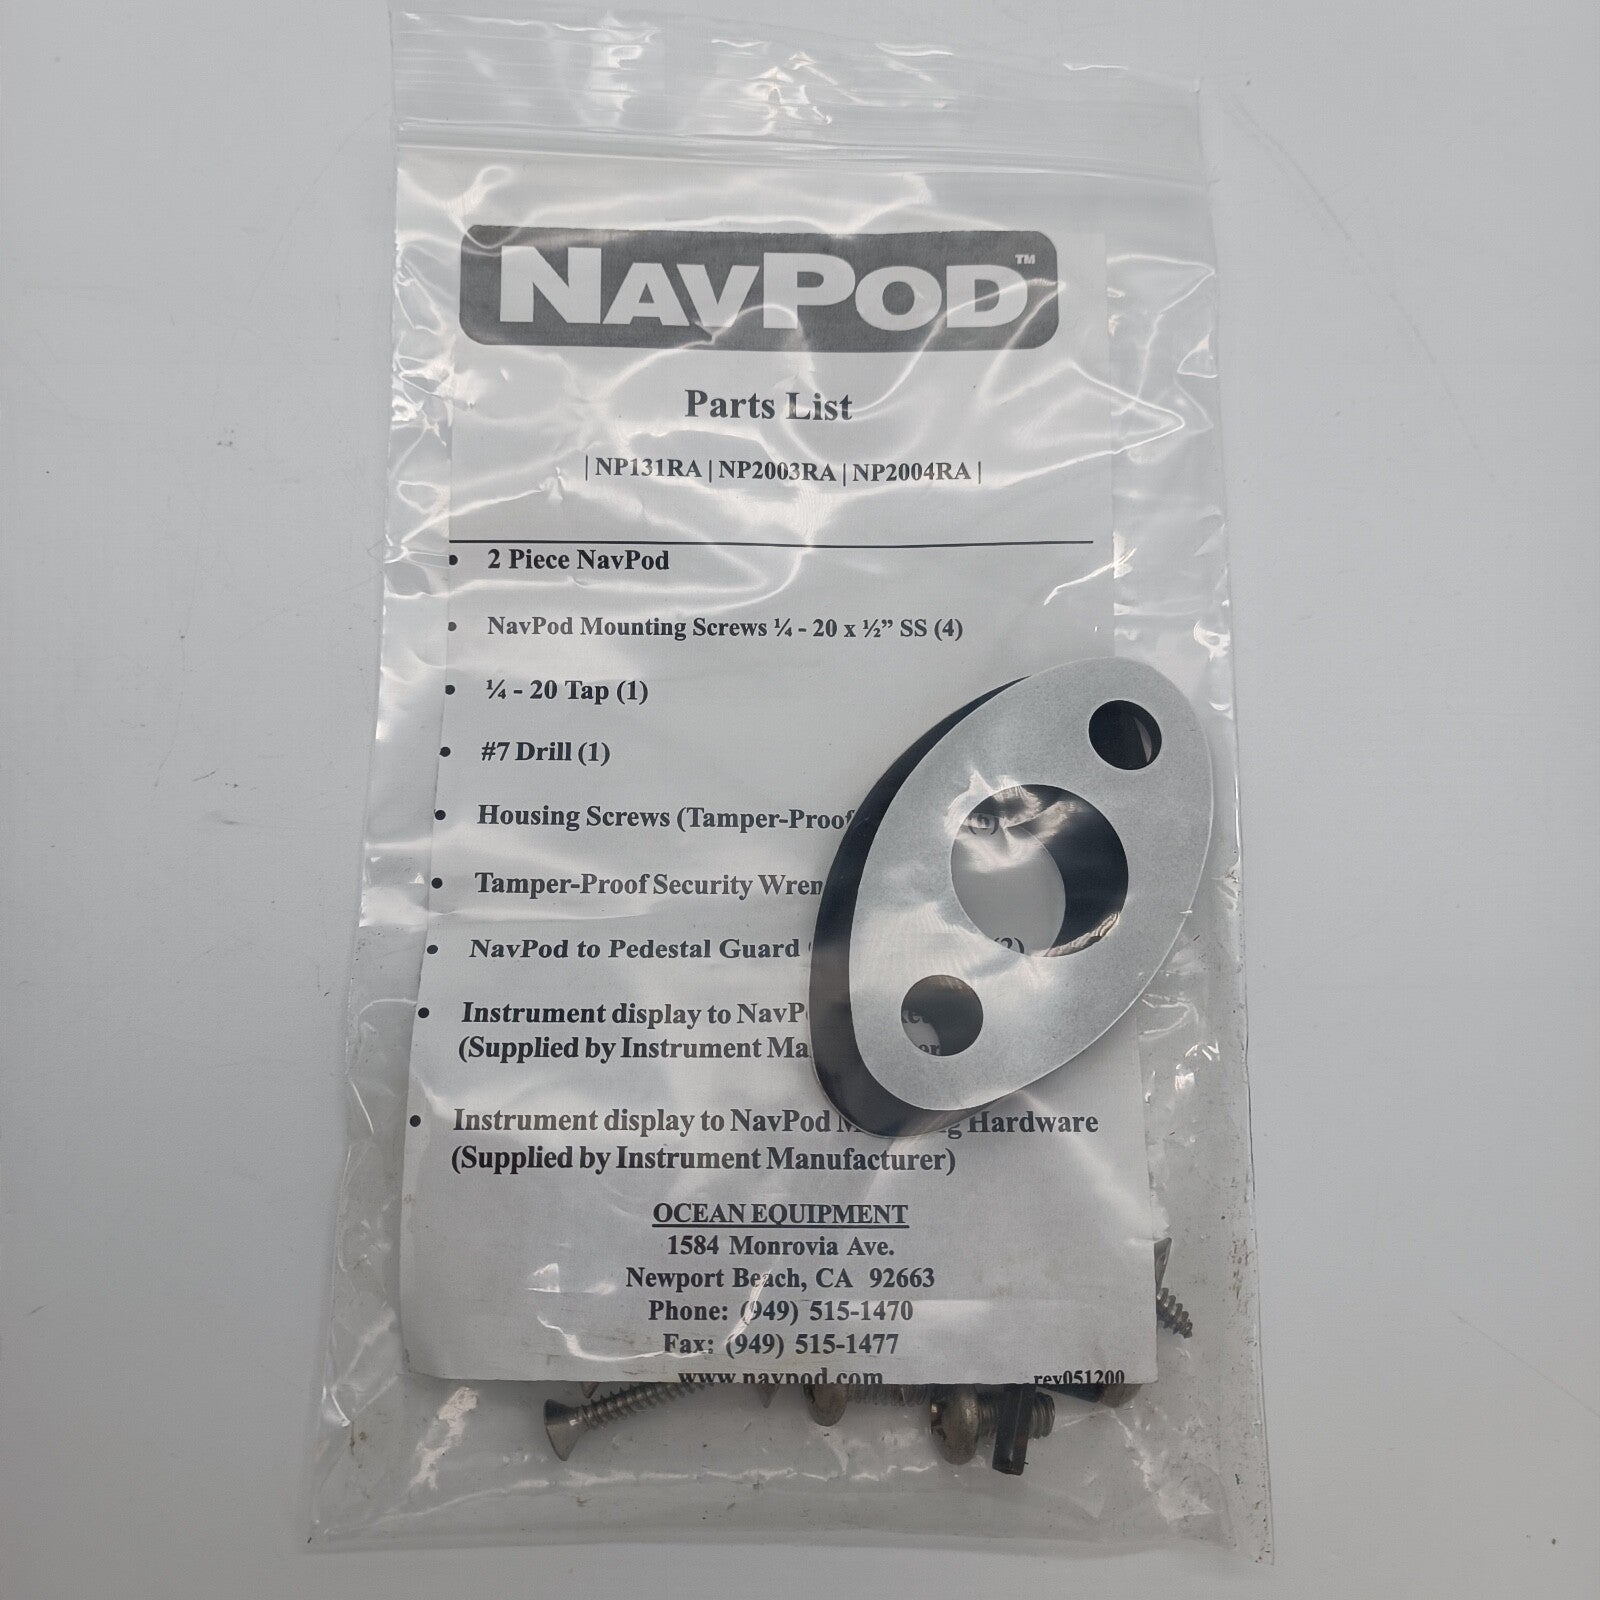 NAVPOD™
Parts List
| NP131RA | NP2003RA | NP2004RA |
• 2 Piece NavPod
• NavPod Mounting Screws ¼ - 20 x ½” SS (4)
• ¼ - 20 Tap (1)
• #7 Drill (1)
• Housing Screws (Tamper-Proof
• Tamper-Proof Security
• NavPod to Pedestal Guard (2)
• Instrument display to
(Supplied by Instrument
• Instrument display to NavPod Hardware
(Supplied by Instrument Manufacturer)
OCEAN EQUIPMENT
1584 Monrovia Ave.
Newport Beach, CA 92663
Phone: (949) 515-1470
Fax: (949) 515-1477
www.navpod.com
rev051200